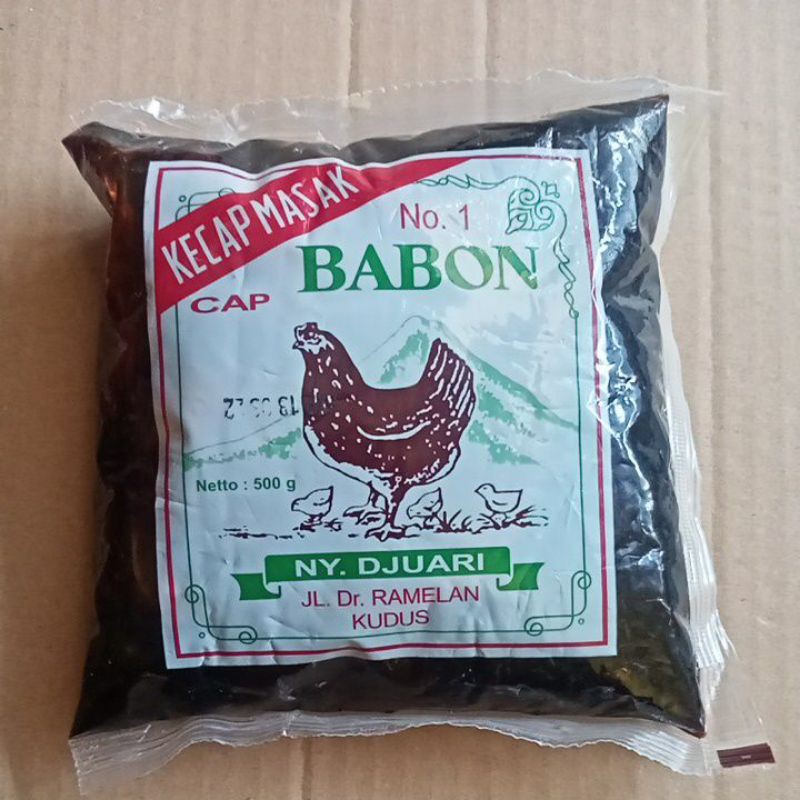 KECAP MASAK
No. 1
CAP BABON
Netto : 500 g
NY. DJUARI
JL. Dr. RAMELAN
KUDUS